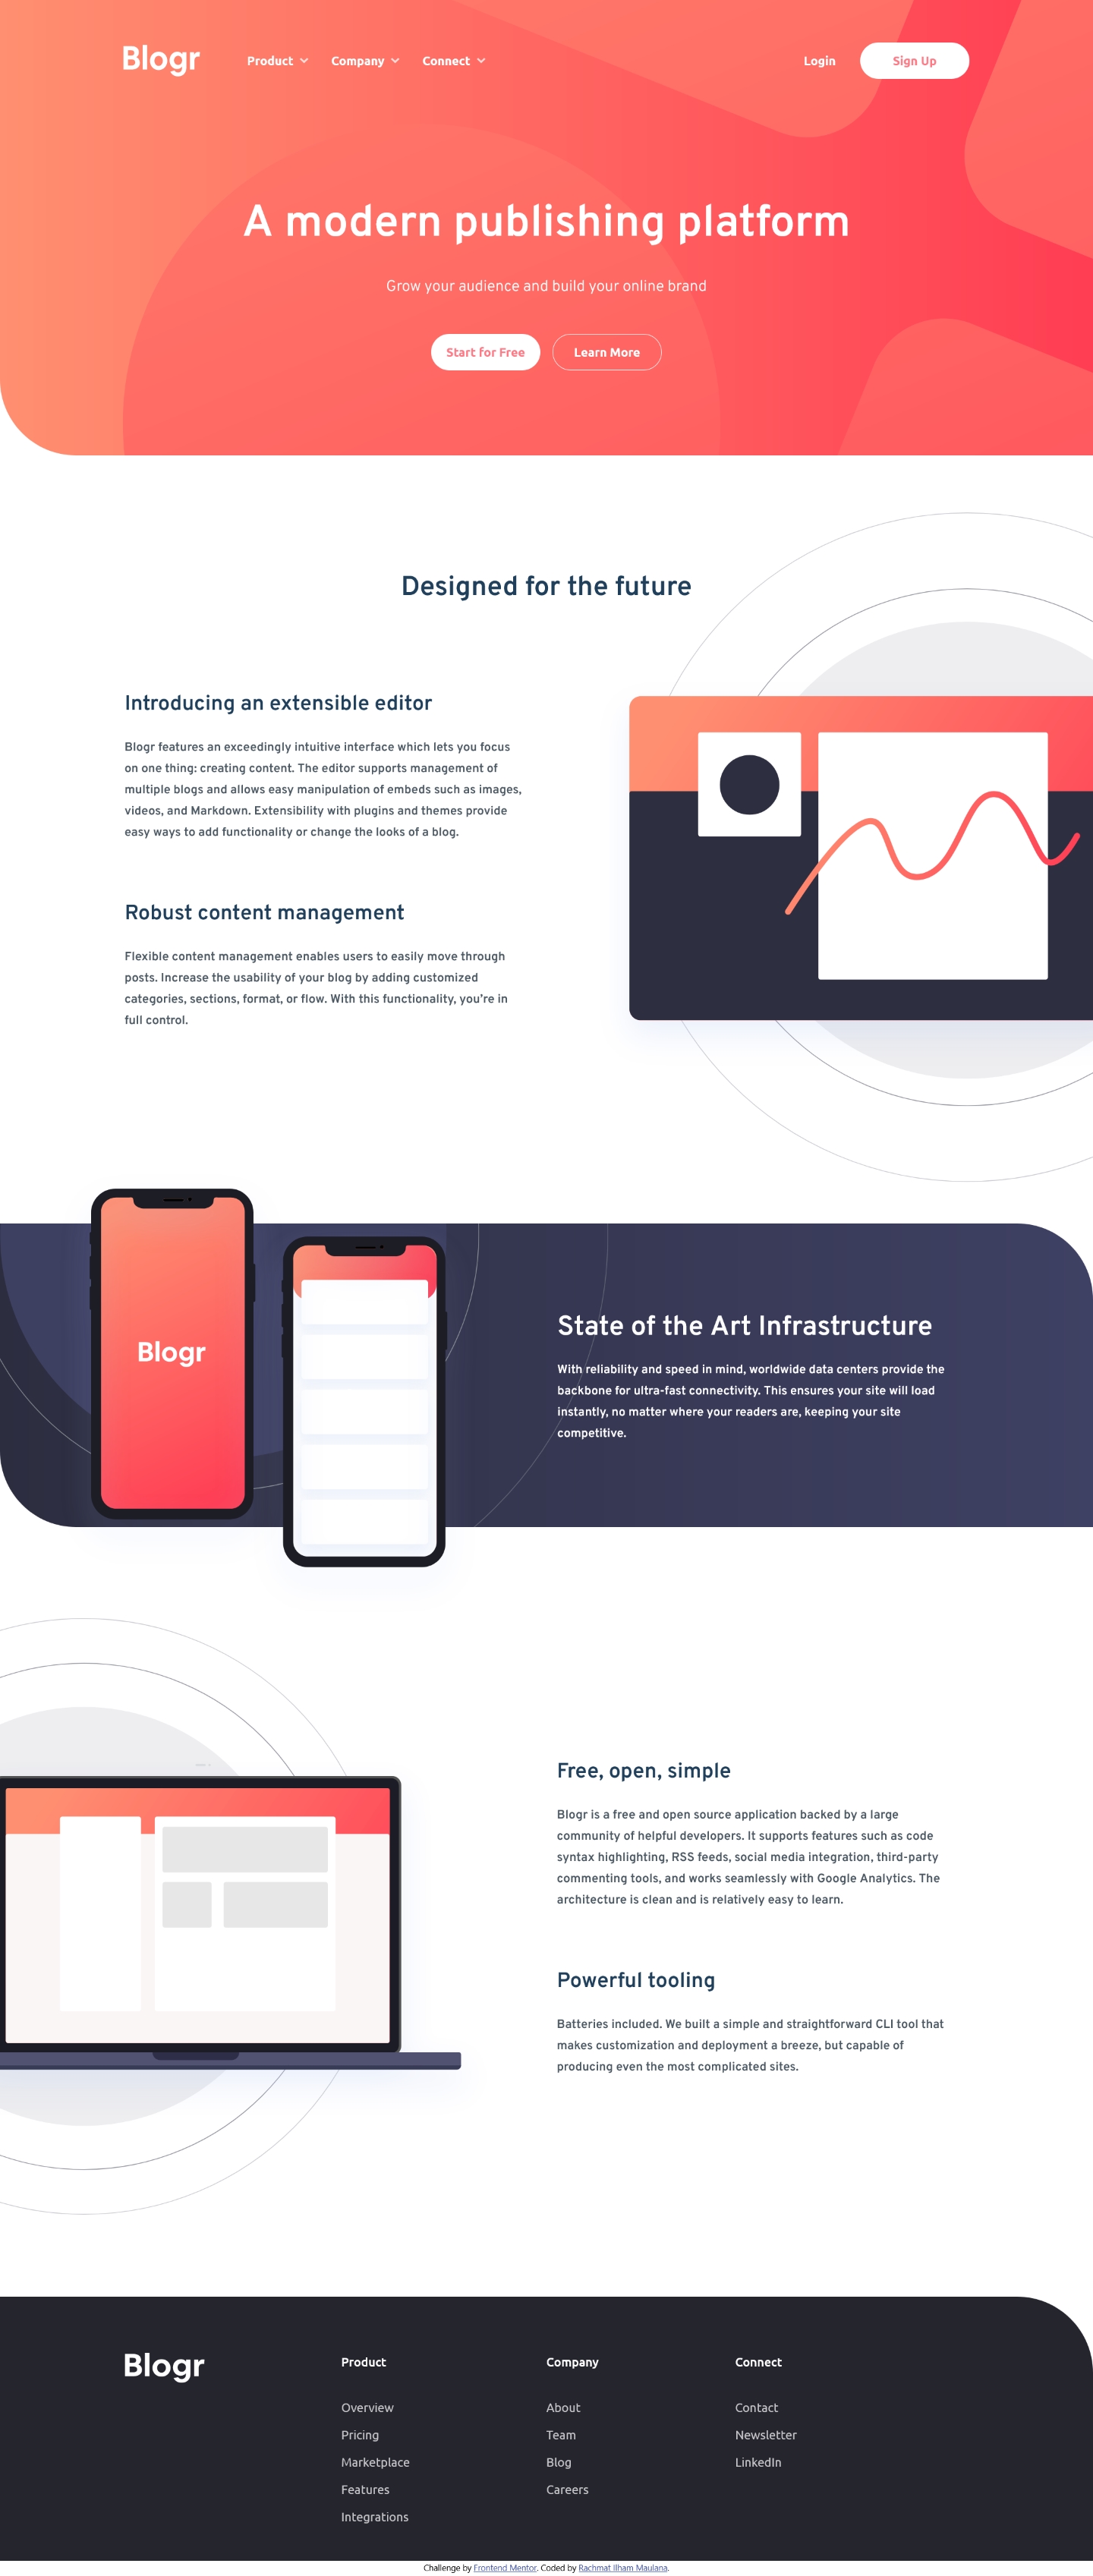 Blogr
Product
Company
Connect
Login
Sign Up
A modern publishing platform
Grow your audience and build your online brand
Start for Free
Learn More
Designed for the future
Introducing an extensible editor
Blogr features an exceedingly intuitive interface which lets you focus
on one thing: creating content. The editor supports management of
multiple blogs and allows easy manipulation of embeds such as images,
videos, and Markdown. Extensibility with plugins and themes provide
easy ways to add functionality or change the looks of a blog.
Robust content management
Flexible content management enables users to easily move through
posts. Increase the usability of your blog by adding customized
categories, sections, format, or flow. With this functionality, you're in
full control.
Blogr
State of the Art Infrastructure
With reliability and speed in mind, worldwide data centers provide the
backbone for ultra-fast connectivity. This ensures your site will load
instantly, no matter where your readers are, keeping your site
competitive.
Free, open, simple
Blogr is a free and open source application backed by a large
community of helpful developers. It supports features such as code
syntax highlighting, RSS feeds, social media integration, third-party
commenting tools, and works seamlessly with Google Analytics. The
architecture is clean and is relatively easy to learn.
Powerful tooling
Batteries included. We built a simple and straightforward CLI tool that
makes customization and deployment a breeze, but capable of
producing even the most complicated sites.
Blogr
Product
Overview
Pricing
Marketplace
Features
Integrations
Company
About
Team
Blog
Careers
Connect
Contact
Newsletter
LinkedIn
Challenge by Frontend Mentor. Coded by Rachmat Ilham Maulana.